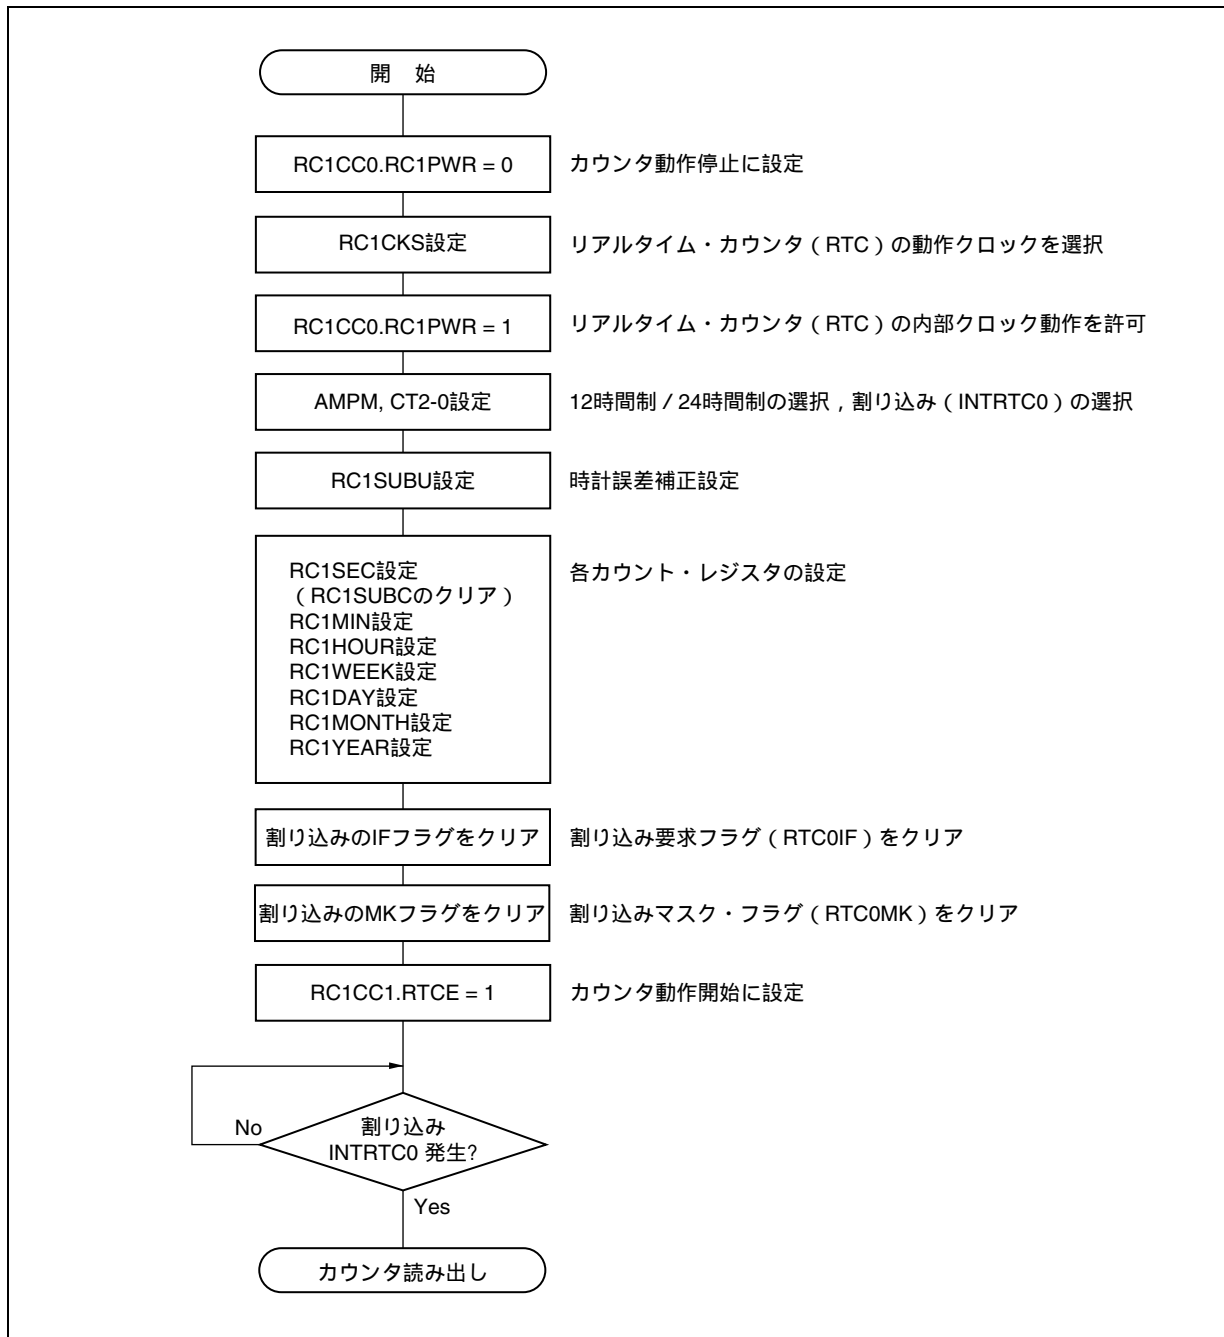 開 始
RC1CC0.RC1PWR = 0
カウンタ動作停止に設定
RC1CKS設定
リアルタイム・カウンタ（RTC）の動作クロックを選択
RC1CC0.RC1PWR = 1
リアルタイム・カウンタ（RTC）の内部クロック動作を許可
AMPM, CT2-0設定
12時間制 / 24時間制の選択，割り込み（INTRTC0）の選択
RC1SUBU設定
時計誤差補正設定
RC1SEC設定
（RC1SUBCのクリア）
RC1MIN設定
RC1HOUR設定
RC1WEEK設定
RC1DAY設定
RC1MONTH設定
RC1YEAR設定
各カウント・レジスタの設定
割り込みのIFフラグをクリア
割り込み要求フラグ（RTC0IF）をクリア
割り込みのMKフラグをクリア
割り込みマスク・フラグ（RTC0MK）をクリア
RC1CC1.RTCE = 1
カウンタ動作開始に設定
No
割り込み
INTRTC0 発生?
Yes
カウンタ読み出し